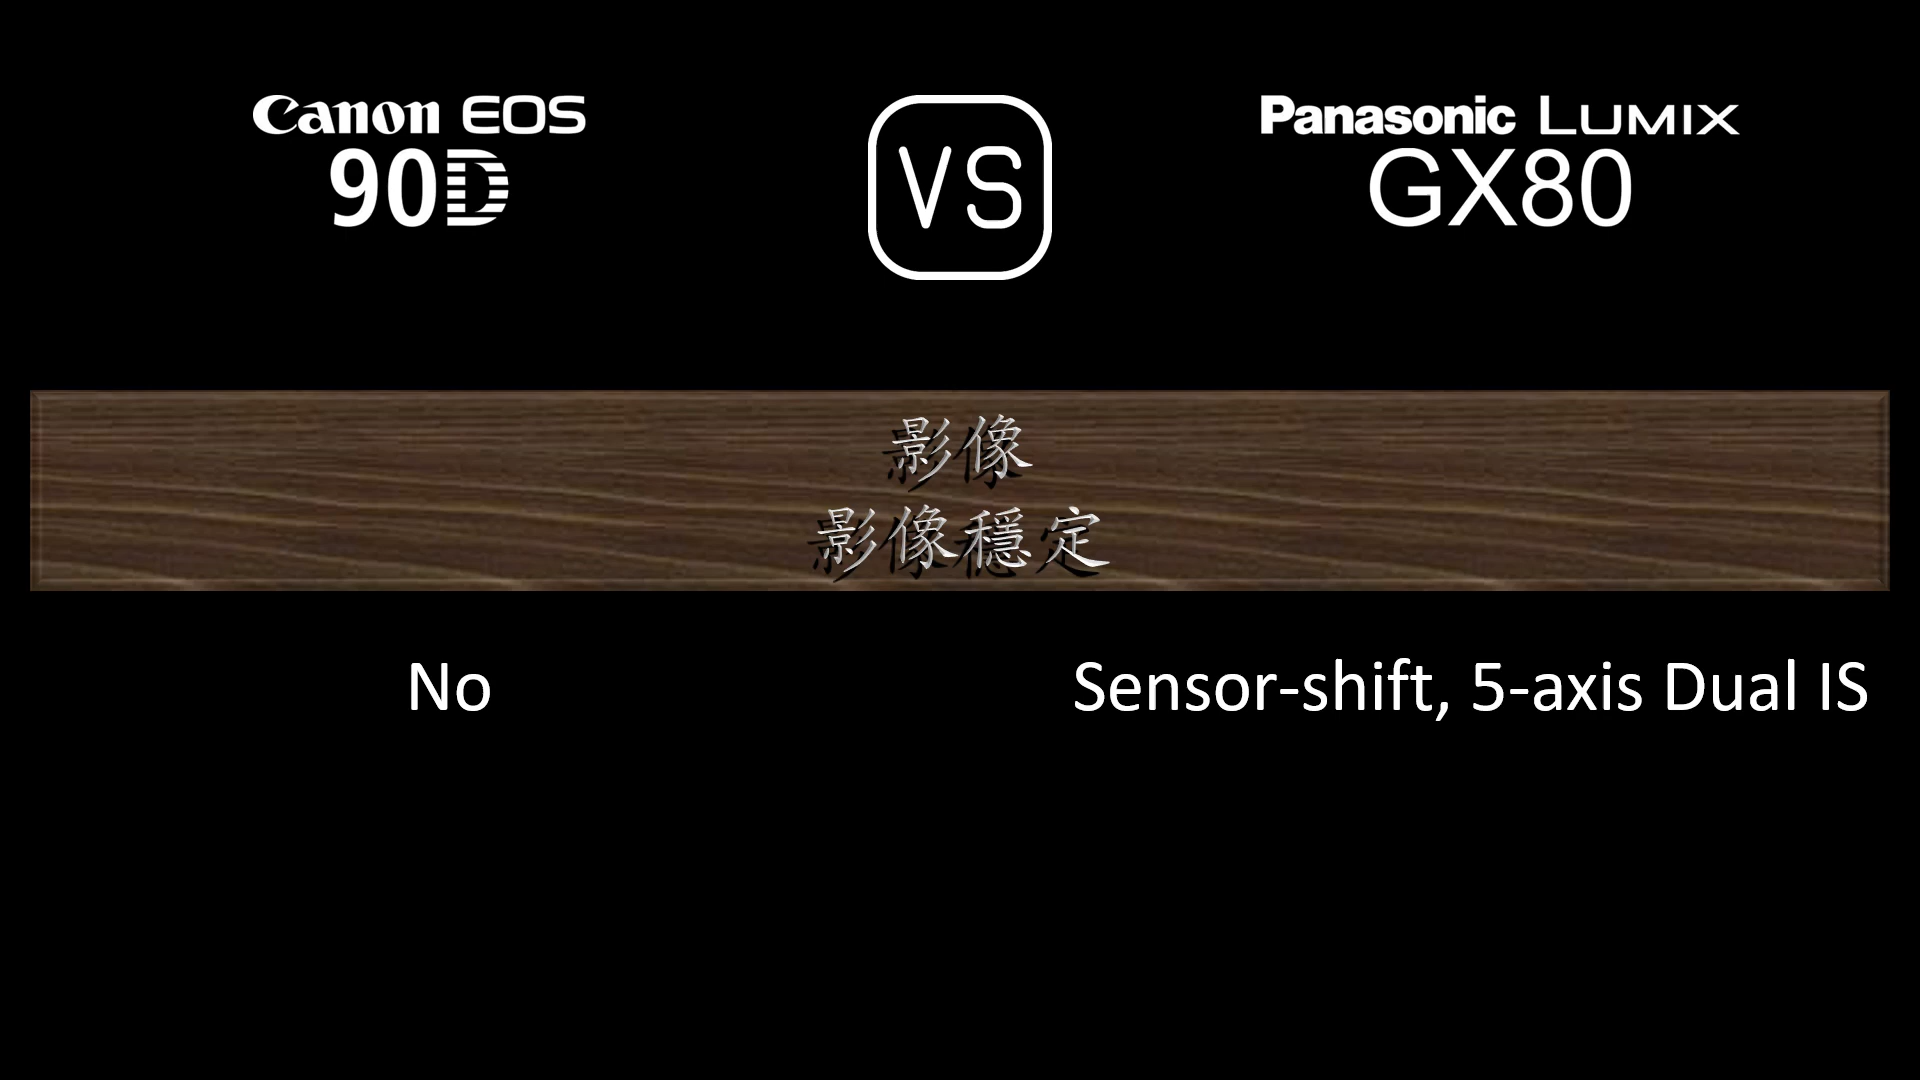 Canon EOS
90D
VS
Panasonic LUMIX
GX80
影像
影像穩定
No
Sensor-shift, 5-axis Dual IS